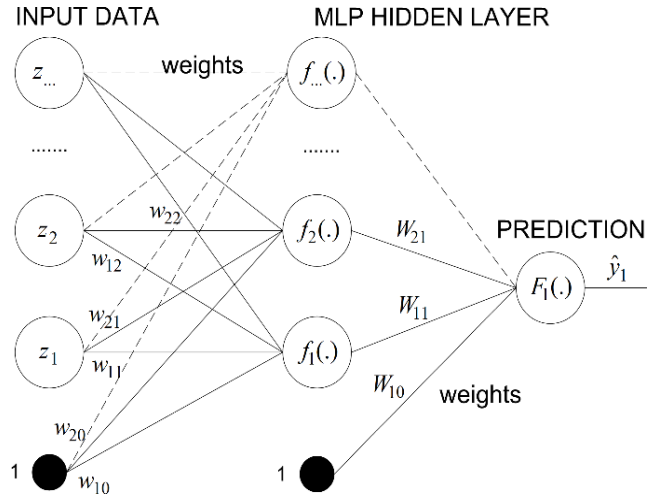 INPUT DATA
MLP HIDDEN LAYER
z...
weights
f...(.)
.......
.......
w22
z2
w12
f2(.)
W21
PREDICTION
ŷ1
F1(.)
w21
z1
w11
f1(.)
W11
W10
weights
w20
1
w10
1